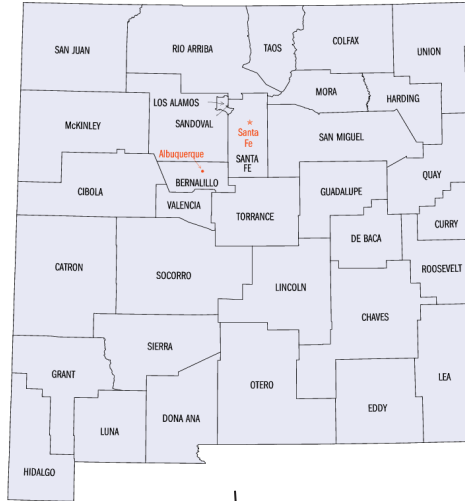 SAN JUAN
RIO ARRIBA
TAOS
COLFAX
UNION
MORA
HARDING
LOS ALAMOS
McKINLEY
SANDOVAL
Santa
Fe
SAN MIGUEL
Albuquerque
SANTA
FE
BERNALILLO
QUAY
CIBOLA
VALENCIA
GUADALUPE
TORRANCE
CURRY
DE BACA
CATRON
SOCORRO
ROOSEVELT
LINCOLN
CHAVES
SIERRA
GRANT
LEA
OTERO
EDDY
LUNA
DONA ANA
HIDALGO